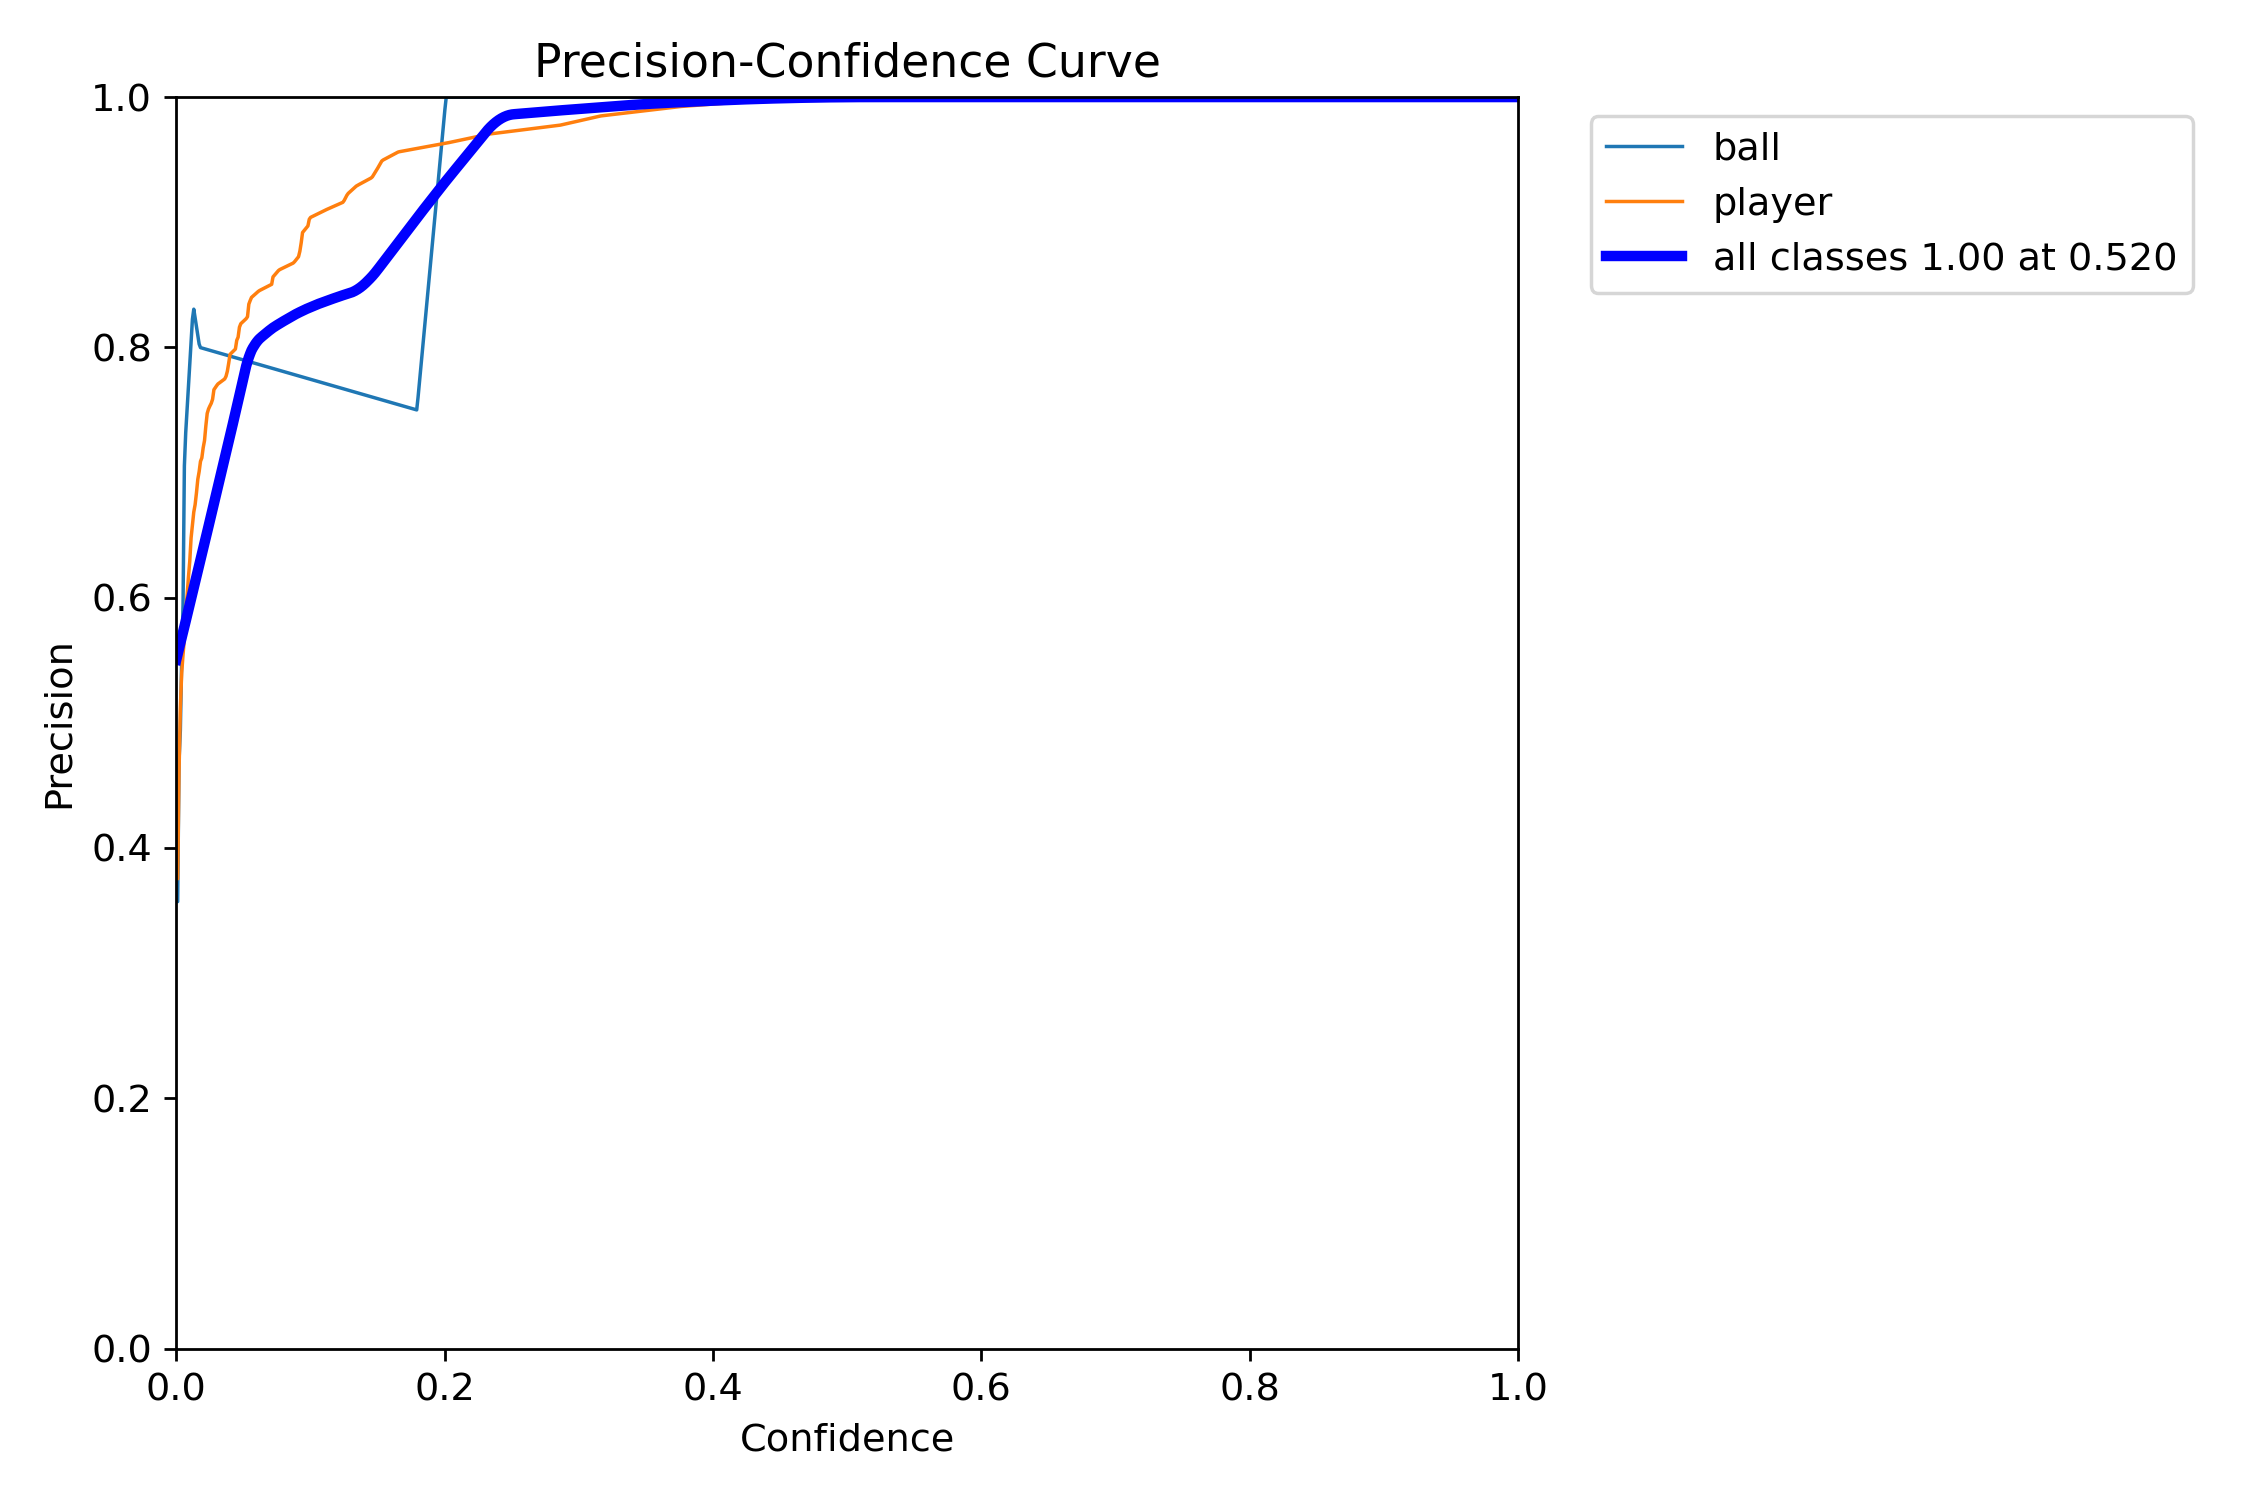 Precision-Confidence Curve
1.0
0.8
0.6
0.4
0.2
0.0
Precision
0.0 0.2 0.4 0.6 0.8 1.0
Confidence
ball
player
all classes 1.00 at 0.520